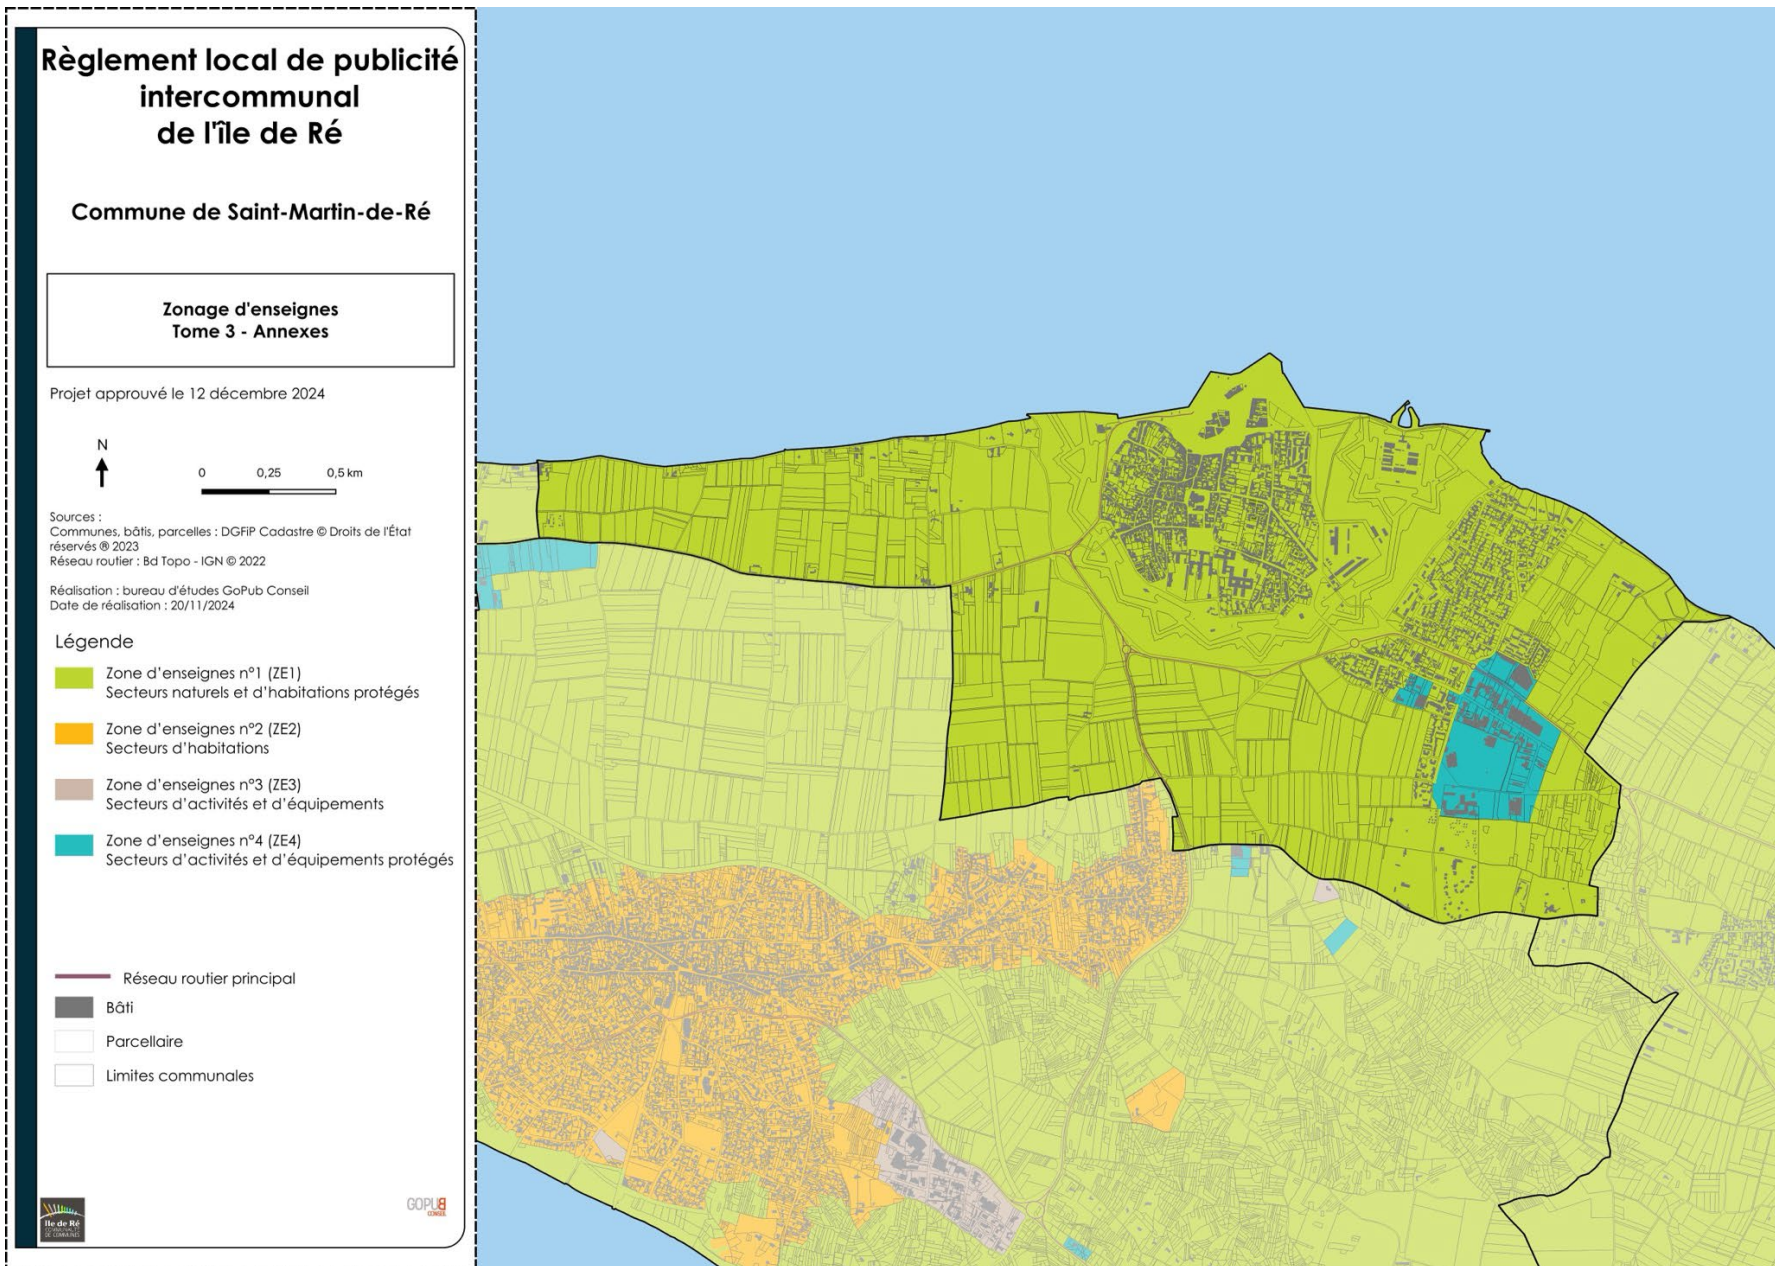 Règlement local de publicité
intercommunal
de l'île de Ré
Commune de Saint-Martin-de-Ré
Zonage d'enseignes
Tome 3 - Annexes
Projet approuvé le 12 décembre 2024
N
0 0,25 0,5 km
Sources :
Communes, bâtis, parcelles : DGFiP Cadastre © Droits de l'État
réservés ® 2023
Réseau routier : Bd Topo - IGN © 2022
Réalisation : bureau d'études GoPub Conseil
Date de réalisation : 20/11/2024
Légende
Zone d'enseignes n°1 (ZE1)
Secteurs naturels et d'habitations protégés
Zone d'enseignes n°2 (ZE2)
Secteurs d'habitations
Zone d'enseignes n°3 (ZE3)
Secteurs d'activités et d'équipements
Zone d'enseignes n°4 (ZE4)
Secteurs d'activités et d'équipements protégés
Réseau routier principal
Bâti
Parcellaire
Limites communales
Ile de Ré
COMMUNAUTÉ
DE COMMUNES
GOPUB
CONSEIL